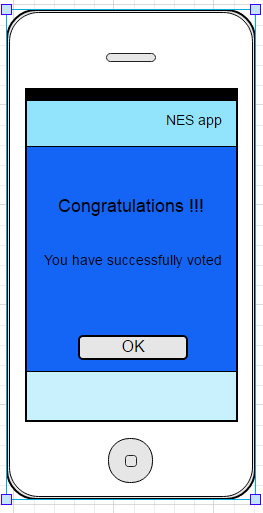 NES app
Congratulations !!!
You have successfully voted
OK